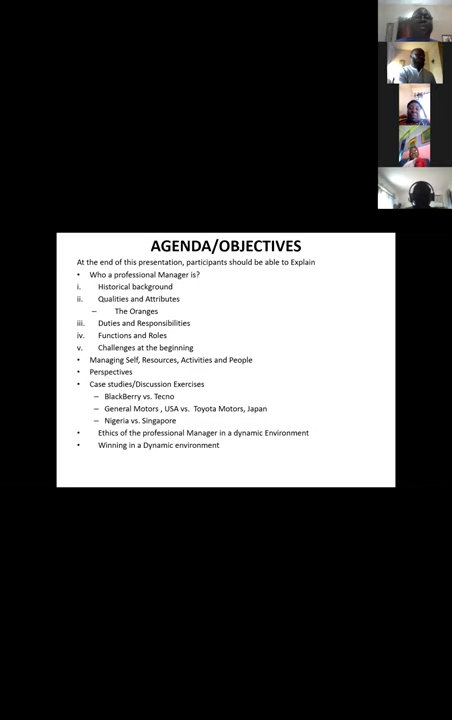 AGENDA/OBJECTIVES
At the end of this presentation, participants should be able to Explain
• Who a professional Manager is?
i. Historical background
ii. Qualities and Attributes
– The Oranges
iii. Duties and Responsibilities
iv. Functions and Roles
v. Challenges at the beginning
• Managing Self, Resources, Activities and People
• Perspectives
• Case studies/Discussion Exercises
– BlackBerry vs. Tecno
– General Motors , USA vs. Toyota Motors, Japan
– Nigeria vs. Singapore
• Ethics of the professional Manager in a dynamic Environment
• Winning in a Dynamic environment